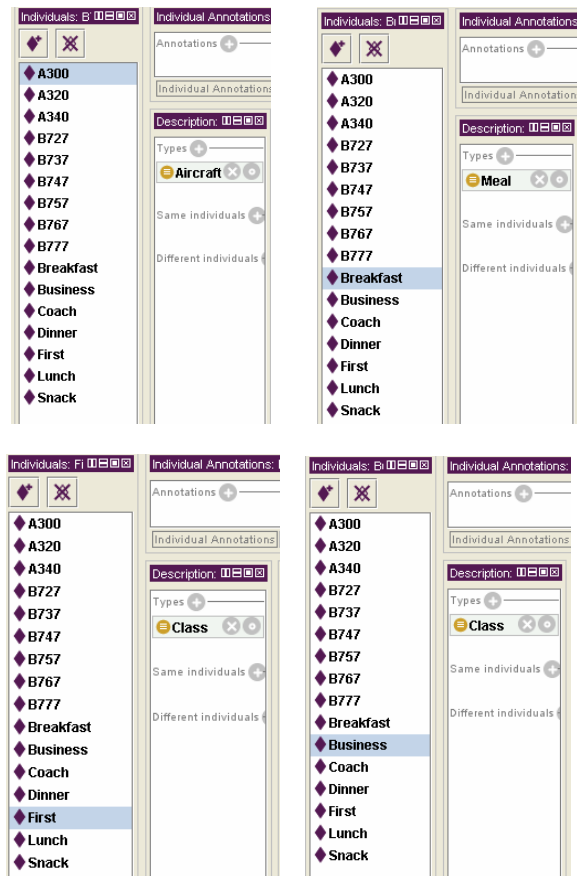 Individuals: B'
Individual Annotations
Annotations
A300
A320
A340
B727
B737
B747
B757
B767
B777
Breakfast
Business
Coach
Dinner
First
Lunch
Snack
Individual Annotations
Description:
Types
Aircraft
Same individuals
Different individuals
Individuals: Bu
Individual Annotations
Annotations
A300
A320
A340
B727
B737
B747
B757
B767
B777
Breakfast
Business
Coach
Dinner
First
Lunch
Snack
Individual Annotation
Description:
Types
Meal
Same individuals
Different individuals
Individuals: Fi
Individual Annotations:
Annotations
A300
A320
A340
B727
B737
B747
B757
B767
B777
Breakfast
Business
Coach
Dinner
First
Lunch
Snack
Individual Annotations
Description:
Types
Class
Same individuals
Different individuals
Individuals: Bu
Individual Annotations:
Annotations
A300
A320
A340
B727
B737
B747
B757
B767
B777
Breakfast
Business
Coach
Dinner
First
Lunch
Snack
Individual Annotations
Description:
Types
Class
Same individuals
Different individuals